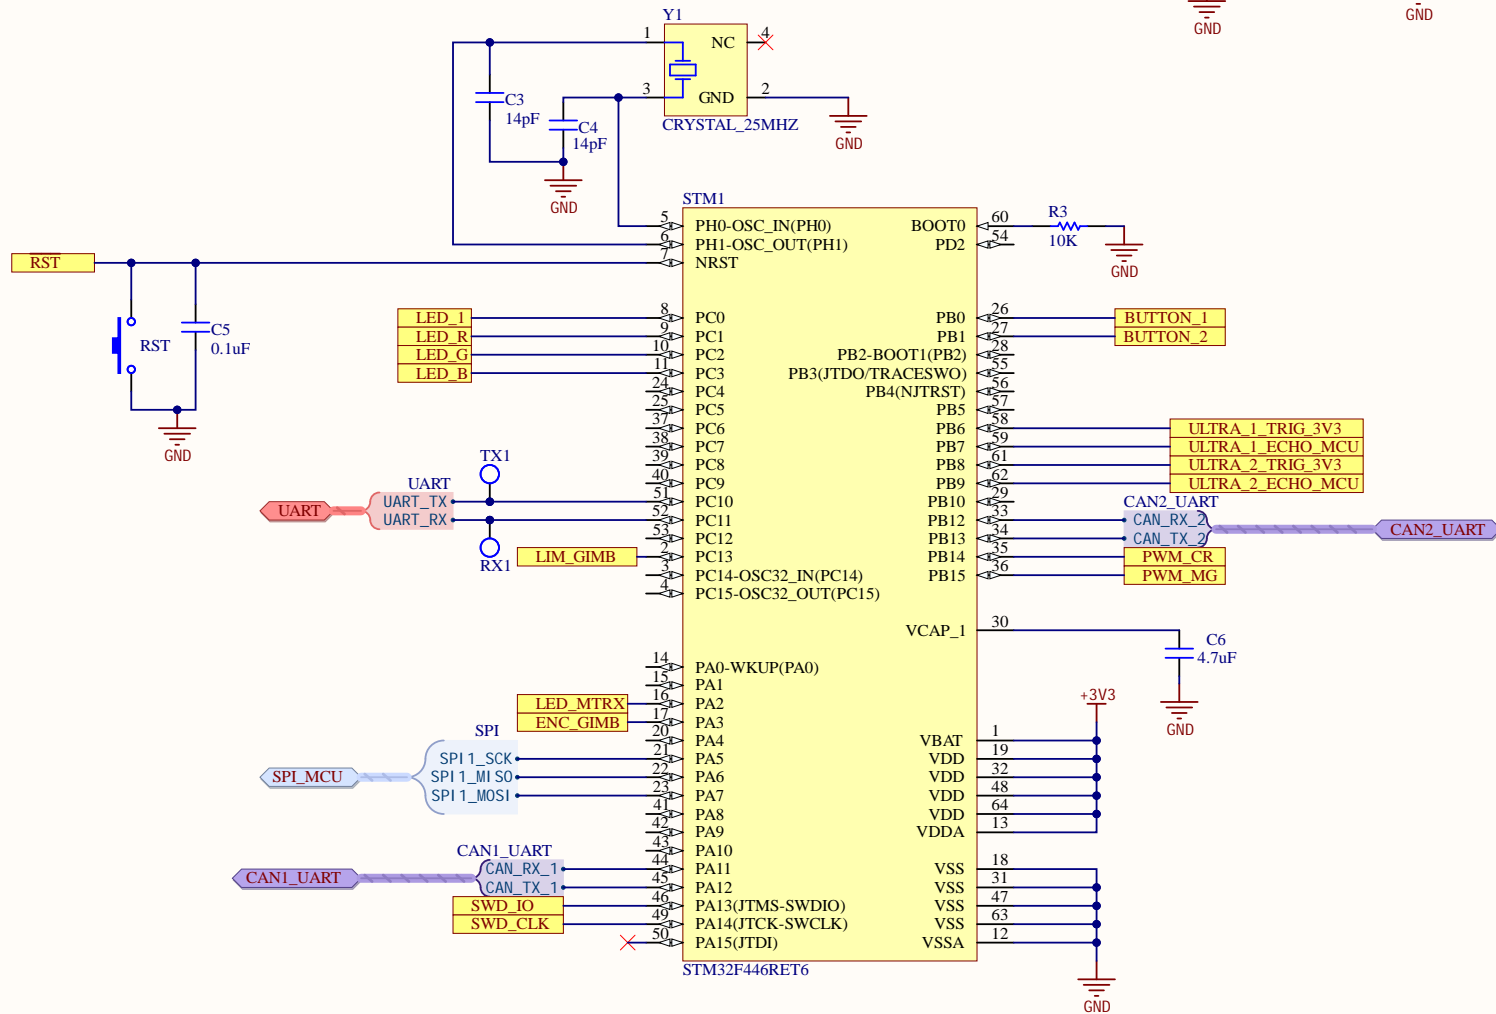 GND
GND
Y1
1
NC
4
3
GND
2
C3
14pF
C4
14pF
CRYSTAL_25MHZ
GND
GND
STM1
5
PH0-OSC_IN(PH0)
BOOT0
60
R3
10K
6
PH1-OSC_OUT(PH1)
PD2
54
RST
7
NRST
GND
RST
C5
0.1uF
GND
LED_1
8
PC0
PB0
26
BUTTON_1
LED_R
9
PC1
PB1
27
BUTTON_2
LED_G
10
PC2
PB2-BOOT1(PB2)
28
LED_B
11
PC3
PB3(JTDO/TRACESWO)
55
24
PC4
PB4(NJTRST)
56
25
PC5
PB5
57
37
PC6
PB6
58
ULTRA_1_TRIG_3V3
38
PC7
PB7
59
ULTRA_1_ECHO_MCU
TX1
39
PC8
PB8
61
ULTRA_2_TRIG_3V3
UART
40
PC9
PB9
62
ULTRA_2_ECHO_MCU
UART
UART_TX
51
PC10
PB10
29
CAN2_UART
UART_RX
52
PC11
PB12
33
CAN_RX_2
CAN2_UART
53
PC12
PB13
34
CAN_TX_2
RX1
LIM_GIMB
2
PC13
PB14
35
PWM_CR
3
PC14-OSC32_IN(PC14)
PB15
36
PWM_MG
4
PC15-OSC32_OUT(PC15)
VCAP_1
30
C6
4.7uF
GND
14
PA0-WKUP(PA0)
15
PA1
LED_MTRX
16
PA2
+3V3
ENC_GIMB
17
PA3
SPI
20
PA4
VBAT
1
SPI_MCU
SPI1_SCK
21
PA5
VDD
19
SPI1_MISO
22
PA6
VDD
32
SPI1_MOSI
23
PA7
VDD
48
41
PA8
VDD
64
42
PA9
VDDA
13
CAN1_UART
43
PA10
CAN1_UART
CAN_RX_1
44
PA11
VSS
18
CAN_TX_1
45
PA12
VSS
31
SWD_IO
46
PA13(JTMS-SWDIO)
VSS
47
SWD_CLK
49
PA14(JTCK-SWCLK)
VSS
63
50
PA15(JTDI)
VSSA
12
STM32F446RET6
GND